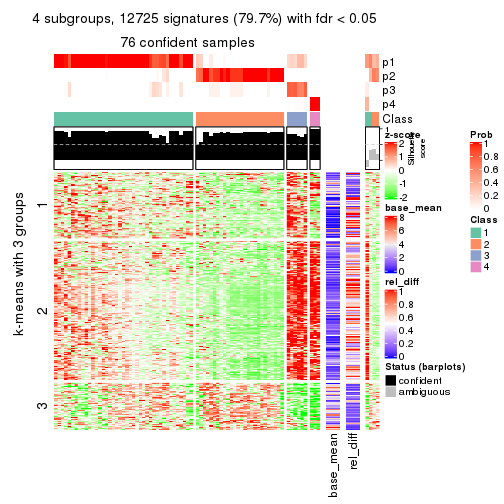 4 subgroups, 12725 signatures (79.7%) with fdr < 0.05
76 confident samples
p1
p2
p3
p4
Class
1
Silhouette
score
k-means with 3 groups
1
2
3
base_mean
rel_diff
z-score
2
1
0
-1
-2
base_mean
8
6
4
2
0
rel_diff
1
0.8
0.6
0.4
0.2
0
Status (barplots)
confident
ambiguous
Prob
1
0.8
0.6
0.4
0.2
0
Class
1
2
3
4